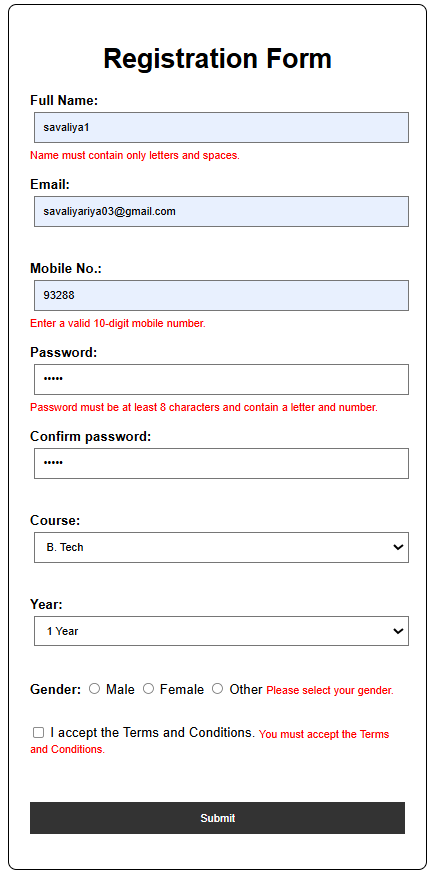 Registration Form
Full Name:
savaliya1
Name must contain only letters and spaces.
Email:
savaliyariya03@gmail.com
Mobile No.:
93288
Enter a valid 10-digit mobile number.
Password:
•••••
Password must be at least 8 characters and contain a letter and number.
Confirm password:
•••••
Course:
B. Tech
Year:
1 Year
Gender: Male Female Other Please select your gender.
I accept the Terms and Conditions. You must accept the Terms
and Conditions.
Submit